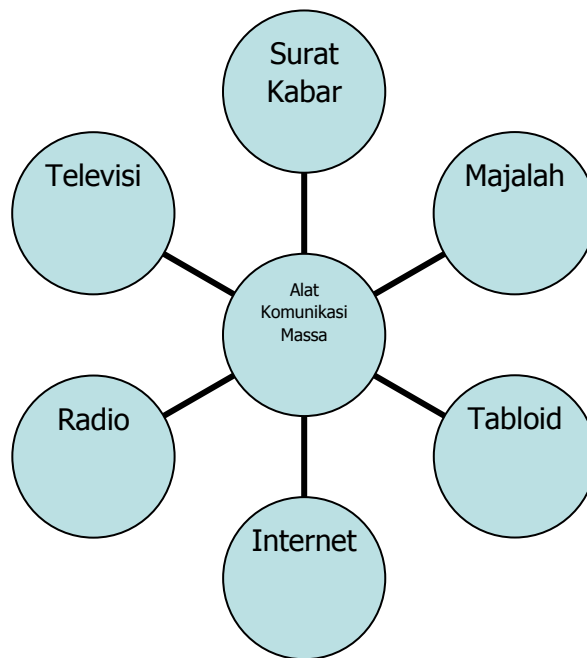 Surat
Kabar
Televisi
Majalah
Alat
Komunikasi
Massa
Radio
Tabloid
Internet